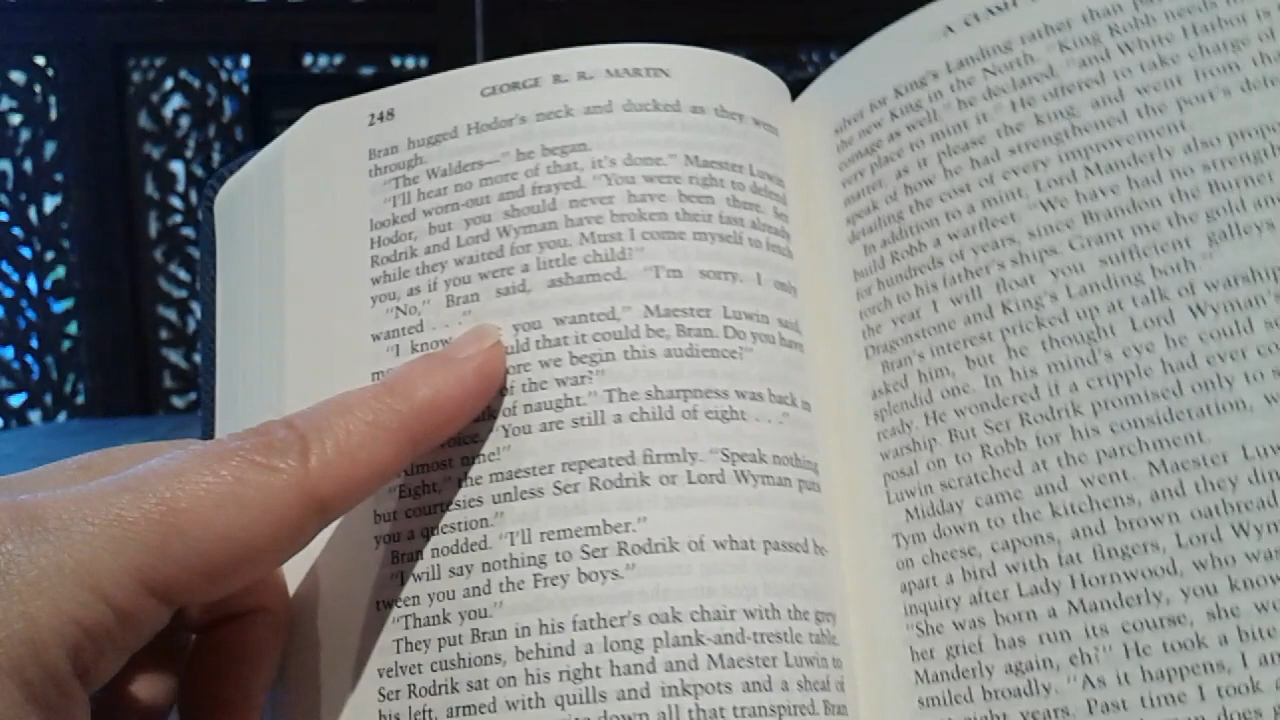 248
GEORGE R. R. MARTIN
Bran hugged Hodor's neck and ducked as they went
through.
"The Walders—" he began.
"I'll hear no more of that, it's done." Maester Luwin
looked worn-out and frayed. "You were right to defend
Hodor, but you should never have been there. Ser
Rodrik and Lord Wyman have broken their fast already
while they waited for you. Must I come myself to fetch
you, as if you were a little child?"
"No," Bran said, ashamed. "I'm sorry. I only
wanted . . ."
"I know you wanted," Maester Luwin said,
that it could be, Bran. Do you have
we begin this audience?"
of the war?"
of naught." The sharpness was back in
voice. "You are still a child of eight . . ."
"Almost nine!"
"Eight," the maester repeated firmly. "Speak nothing
but courtesies unless Ser Rodrik or Lord Wyman puts
you a question."
Bran nodded. "I'll remember."
"I will say nothing to Ser Rodrik of what passed be-
tween you and the Frey boys."
"Thank you."
They put Bran in his father's oak chair with the grey
velvet cushions, behind a long plank-and-trestle table.
Ser Rodrik sat on his right hand and Maester Luwin to
his left, armed with quills and inkpots and a sheaf of
down all that transpired. Bran
A CLASH
silver for King's Landing rather than
the new King in the North. "King Robb needs
coinage as well," he declared, "and White Harbor is
very place to mint it." He offered to take charge of
matter, as it please the king, and went from
speak of how he had strengthened the port's
detailing the cost of every improvement.
In addition to a mint, Lord Manderly also
build Robb a warfleet. "We have had no
for hundreds of years, since Brandon the Burner
torch to his father's ships. Grant me the gold and
the year I will float you sufficient galleys
Dragonstone and King's Landing both."
Bran's interest pricked up at talk of
asked him, but he thought Lord Wyman's
splendid one. In his mind's eye he could
ready. He wondered if a cripple had ever
warship. But Ser Rodrik promised only to
posal on to Robb for his consideration,
Luwin scratched at the parchment.
Midday came and went. Maester
Tym down to the kitchens, and they
on cheese, capons, and brown oatbread.
apart a bird with fat fingers, Lord
inquiry after Lady Hornwood, who
"She was born a Manderly, you know
her grief has run its course, she
Manderly again, eh?" He took a bite
smiled broadly. "As it happens, I am
eight years. Past time I took